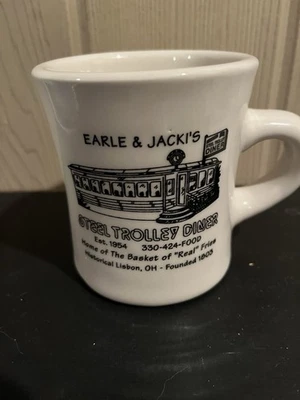 EARLE & JACKI'S
DINER
STEEL TROLLEY DINER
Est. 1954 330-424-FOOD
Home of The Basket of "Real" Fries
Historical Lisbon, OH - Founded 1803